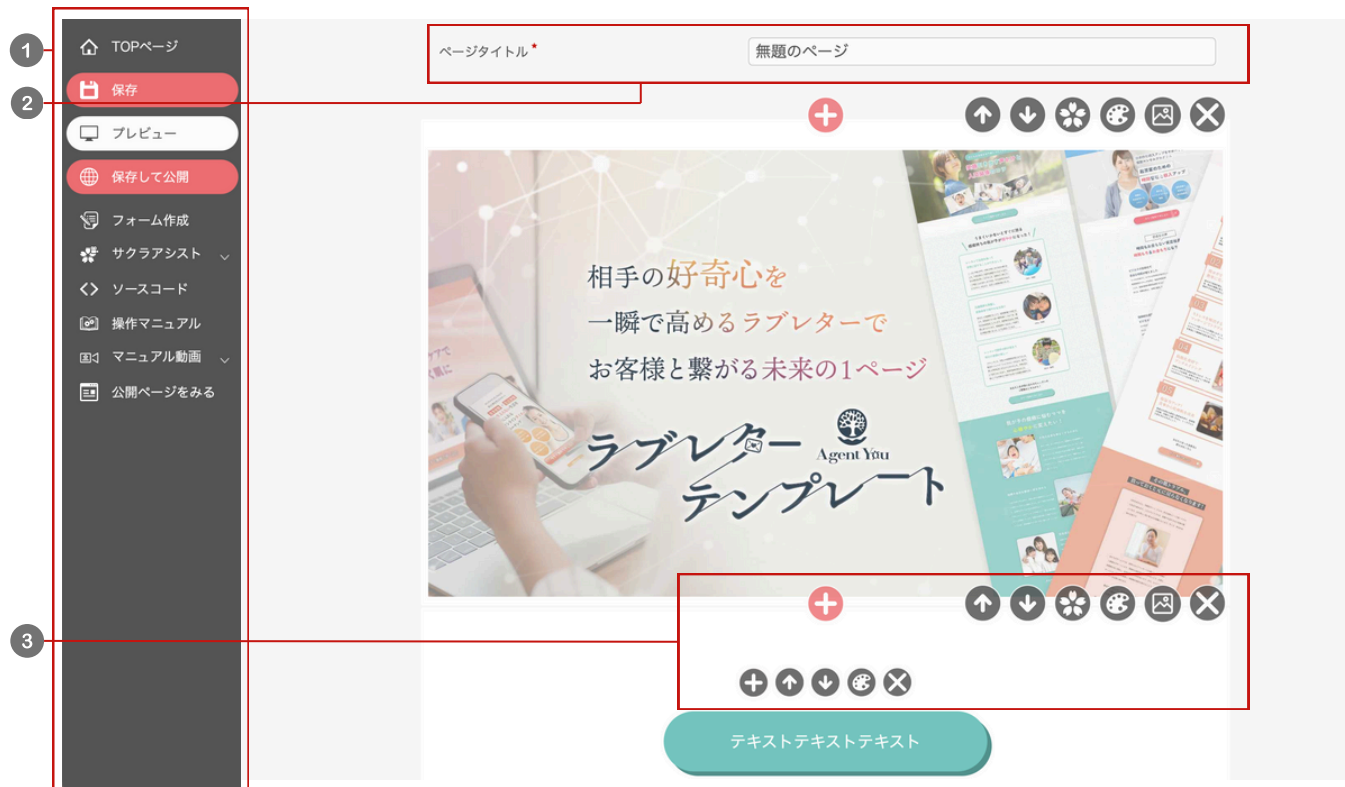 1
TOPページ
保存
2
プレビュー
保存して公開
フォーム作成
サクラアシスト
ソースコード
操作マニュアル
マニュアル動画
公開ページをみる
3
ページタイトル*
無題のページ
相手の好奇心を
一瞬で高めるラブレターで
お客様と繋がる未来の1ページ
ラブレター
Agent You
テンプレート
テキストテキストテキスト